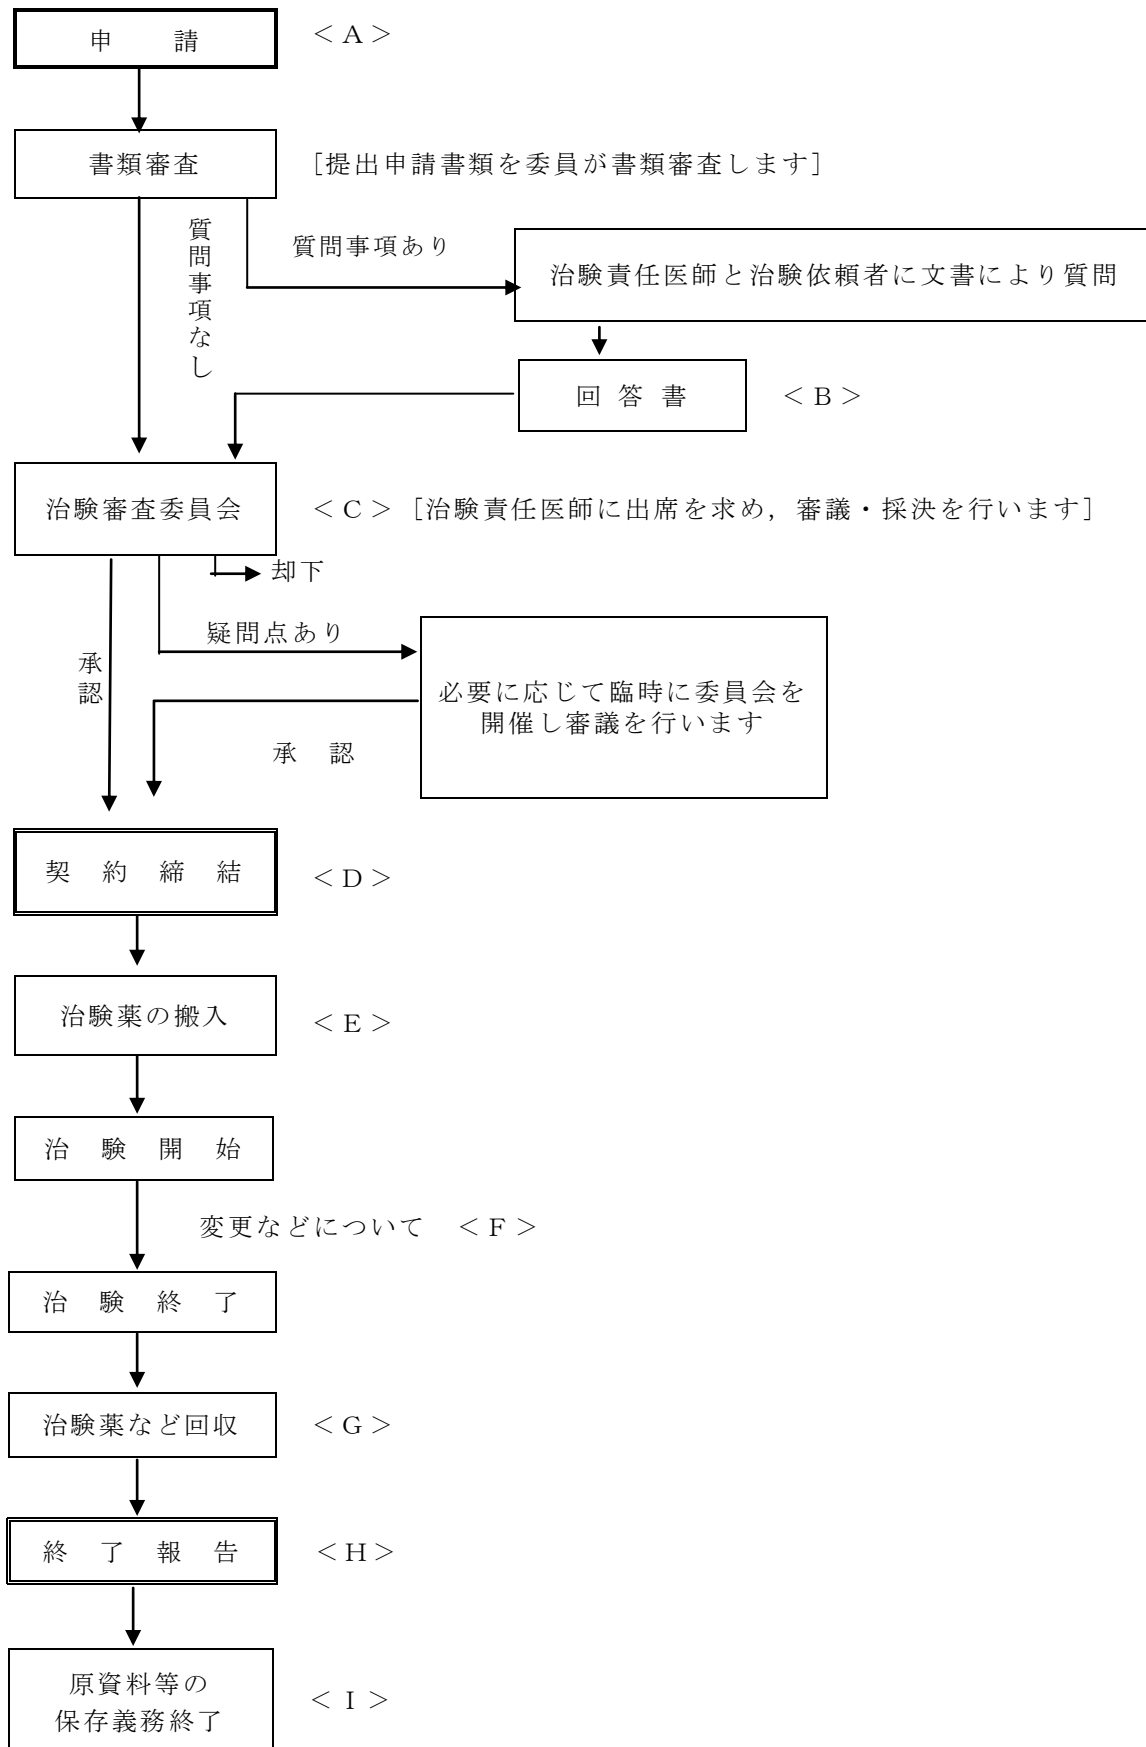 申 請 ＜A＞
書類審査 [提出申請書類を委員が書類審査します]
質問事項なし
質問事項あり
治験責任医師と治験依頼者に文書により質問
回 答 書 ＜B＞
治験審査委員会 ＜C＞ [治験責任医師に出席を求め，審議・採決を行います]
却下
疑問点あり
承認
必要に応じて臨時に委員会を
開催し審議を行います
承 認
契 約 締 結 ＜D＞
治験薬の搬入 ＜E＞
治 験 開 始
変更などについて ＜F＞
治 験 終 了
治験薬など回収 ＜G＞
終 了 報 告 ＜H＞
原資料等の
保存義務終了 ＜I＞